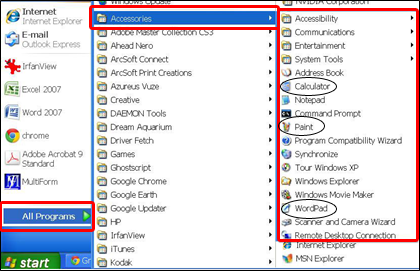 Internet
Internet Explorer
E-mail
Outlook Express
IrfanView
Excel 2007
Word 2007
chrome
Adobe Acrobat 9
Standard
MultiForm
All Programs
start
Gr
Windows Update
Accessories
Adobe Master Collection CS3
Ahead Nero
ArcSoft Connect
ArcSoft Print Creations
Azureus Vuze
Creative
DAEMON Tools
Dream Aquarium
Driver Fetch
Games
Ghostscript
Google Chrome
Google Earth
Google Updater
HP
IrfanView
iTunes
Kodak
NVIDIA Corporation
Accessibility
Communications
Entertainment
System Tools
Address Book
Calculator
Notepad
Command Prompt
Paint
Program Compatibility Wizard
Synchronize
Tour Windows XP
Windows Explorer
Windows Movie Maker
WordPad
Scanner and Camera Wizard
Remote Desktop Connection
Internet Explorer
MSN Explorer